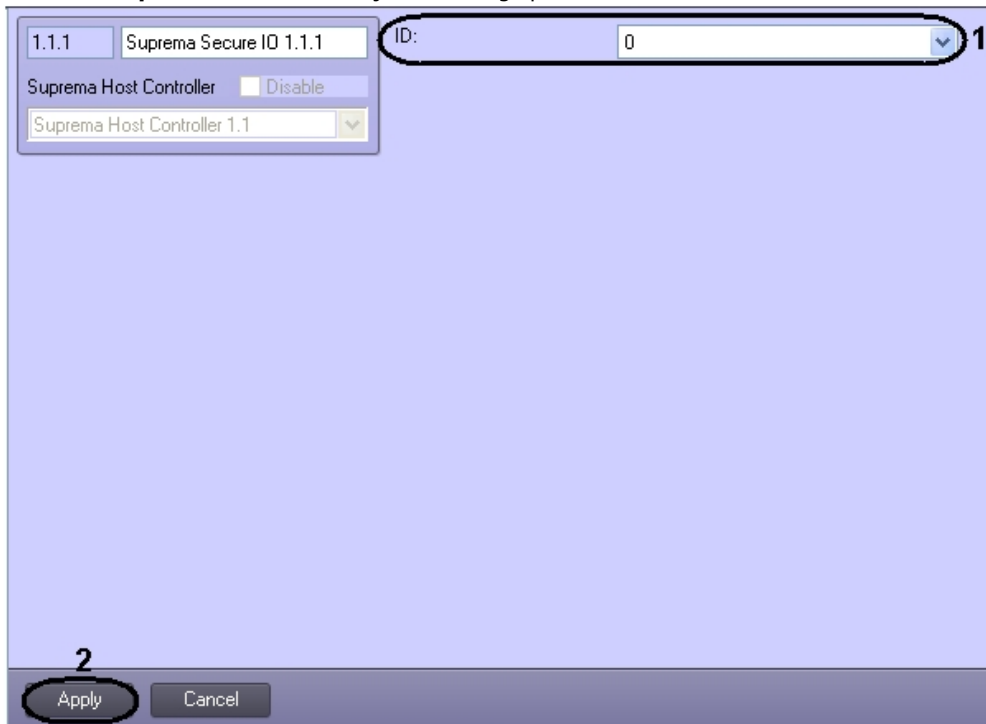 1.1.1 Suprema Secure IO 1.1.1 ID: 0 1
Suprema Host Controller Disable
Suprema Host Controller 1.1
2
Apply Cancel